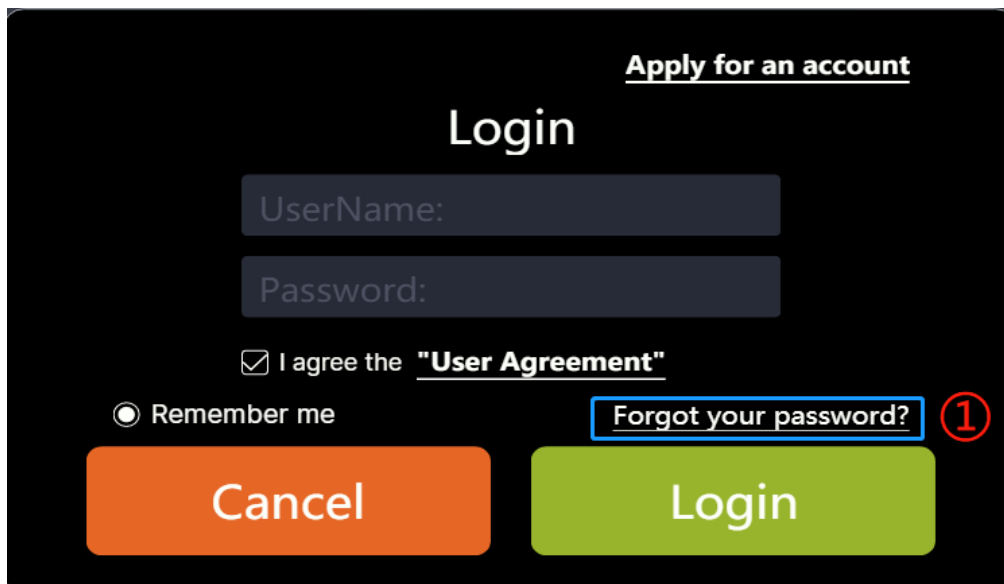 Apply for an account
Login
UserName:
Password:
I agree the "User Agreement"
Remember me
Forgot your password? ①
Cancel
Login